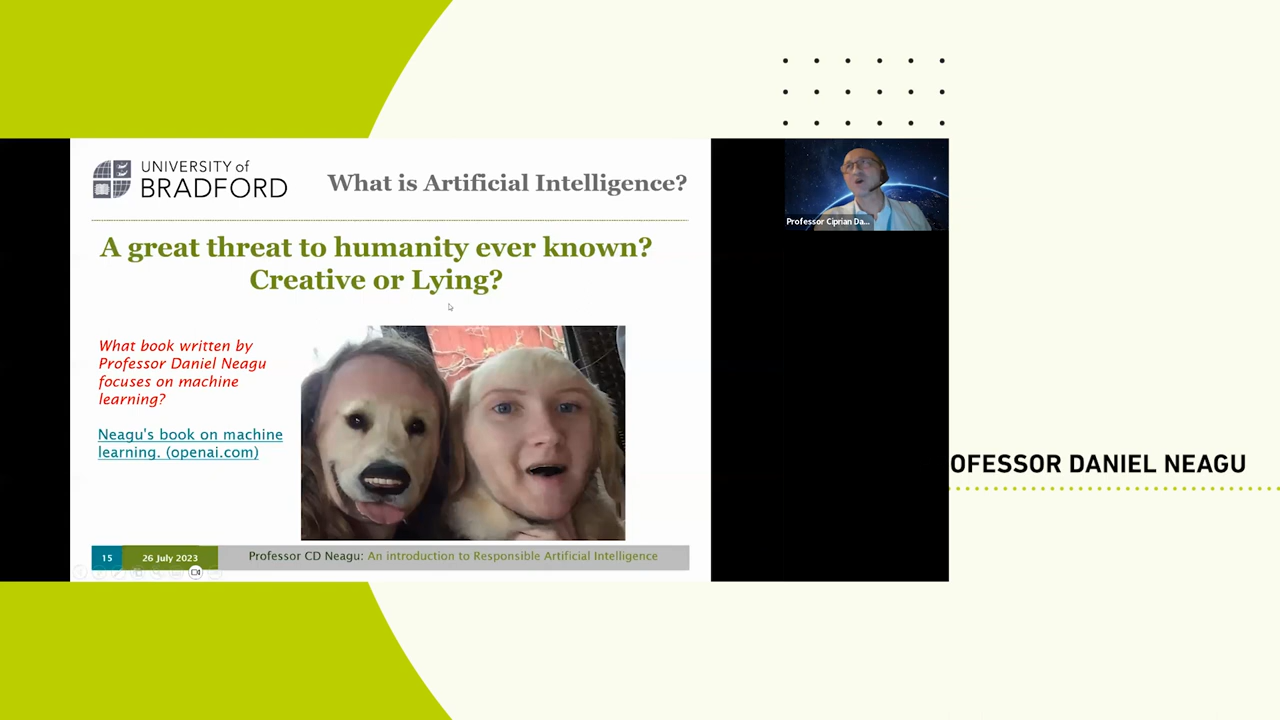 UNIVERSITY of
BRADFORD
What is Artificial Intelligence?
A great threat to humanity ever known?
Creative or Lying?
What book written by
Professor Daniel Neagu
focuses on machine
learning?
Neagu's book on machine
learning. (openai.com)
15
26 July 2023
Professor CD Neagu: An introduction to Responsible Artificial Intelligence
Professor Ciprian Da...
OFESSOR DANIEL NEAGU